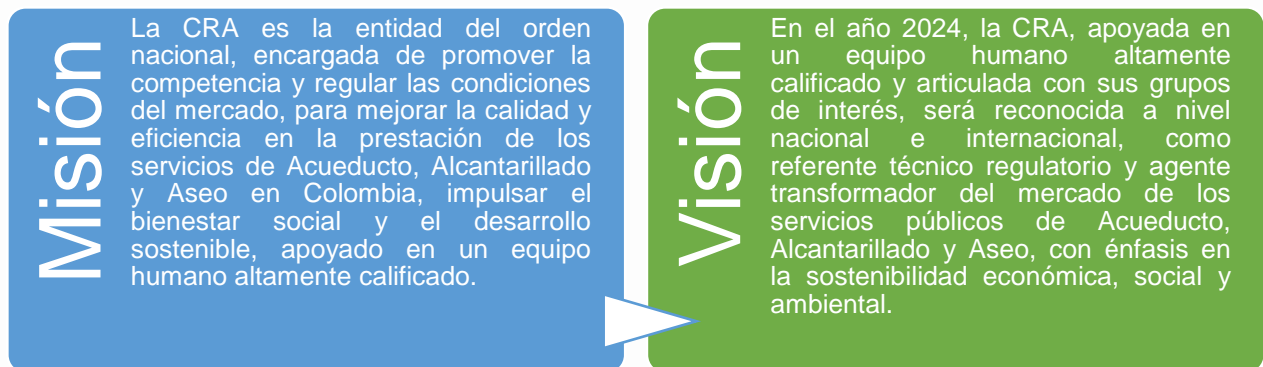 Misión
La CRA es la entidad del orden
nacional, encargada de promover la
competencia y regular las condiciones
del mercado, para mejorar la calidad y
eficiencia en la prestación de los
servicios de Acueducto, Alcantarillado
y Aseo en Colombia, impulsar el
bienestar social y el desarrollo
sostenible, apoyado en un equipo
humano altamente calificado.
Visión
En el año 2024, la CRA, apoyada en
un equipo humano altamente
calificado y articulada con sus grupos
de interés, será reconocida a nivel
nacional e internacional, como
referente técnico regulatorio y agente
transformador del mercado de los
servicios públicos de Acueducto,
Alcantarillado y Aseo, con énfasis en
la sostenibilidad económica, social y
ambiental.